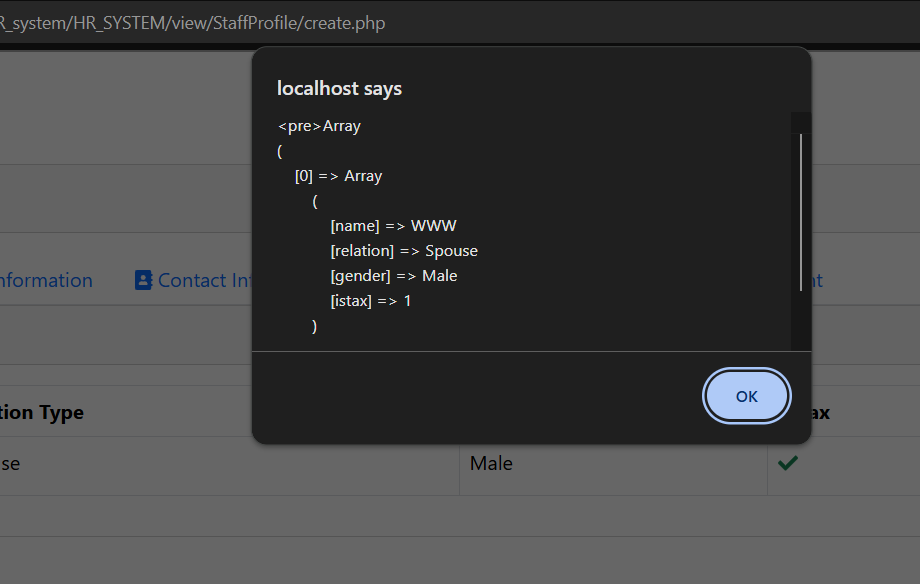 R_system/HR_SYSTEM/view/StaffProfile/create.php
localhost says
<pre>Array
(
[0] => Array
(
[name] => WWW
[relation] => Spouse
[gender] => Male
[istax] => 1
)
OK
nformation
Contact Inf
nt
tion Type
ax
se
Male